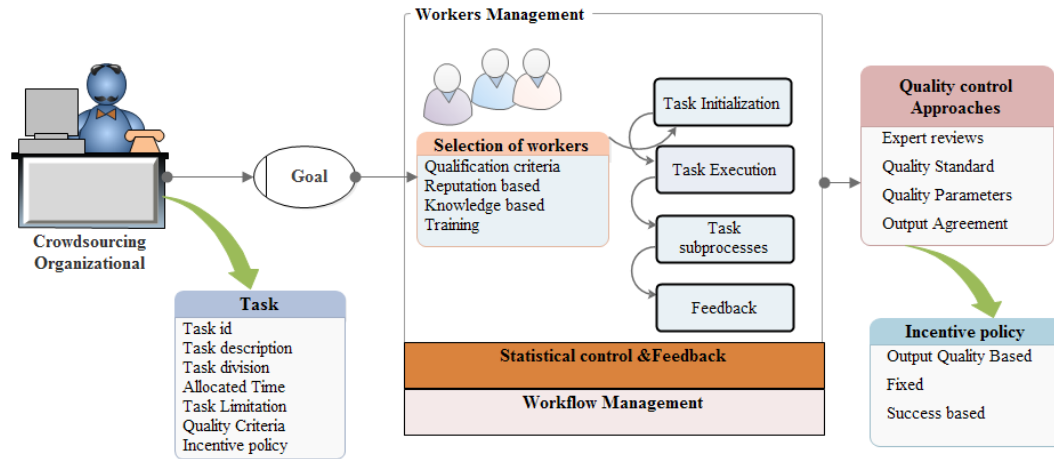 Workers Management
Crowdsourcing
Organizational
Goal
Task
Task id
Task description
Task division
Allocated Time
Task Limitation
Quality Criteria
Incentive policy
Selection of workers
Qualification criteria
Reputation based
Knowledge based
Training
Task Initialization
Task Execution
Task
subprocesses
Feedback
Statistical control &Feedback
Workflow Management
Quality control
Approaches
Expert reviews
Quality Standard
Quality Parameters
Output Agreement
Incentive policy
Output Quality Based
Fixed
Success based